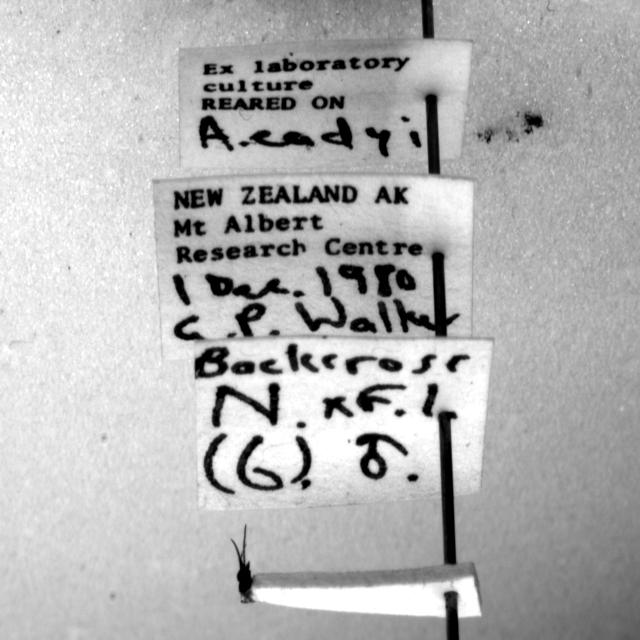 Ex laboratory
culture
REARED ON
A.eadyi
NEW ZEALAND AK
Mt Albert
Research Centre
1 Dec. 1980
C.P. Walker
Backcross
N. x F.1.
(G). ♂.